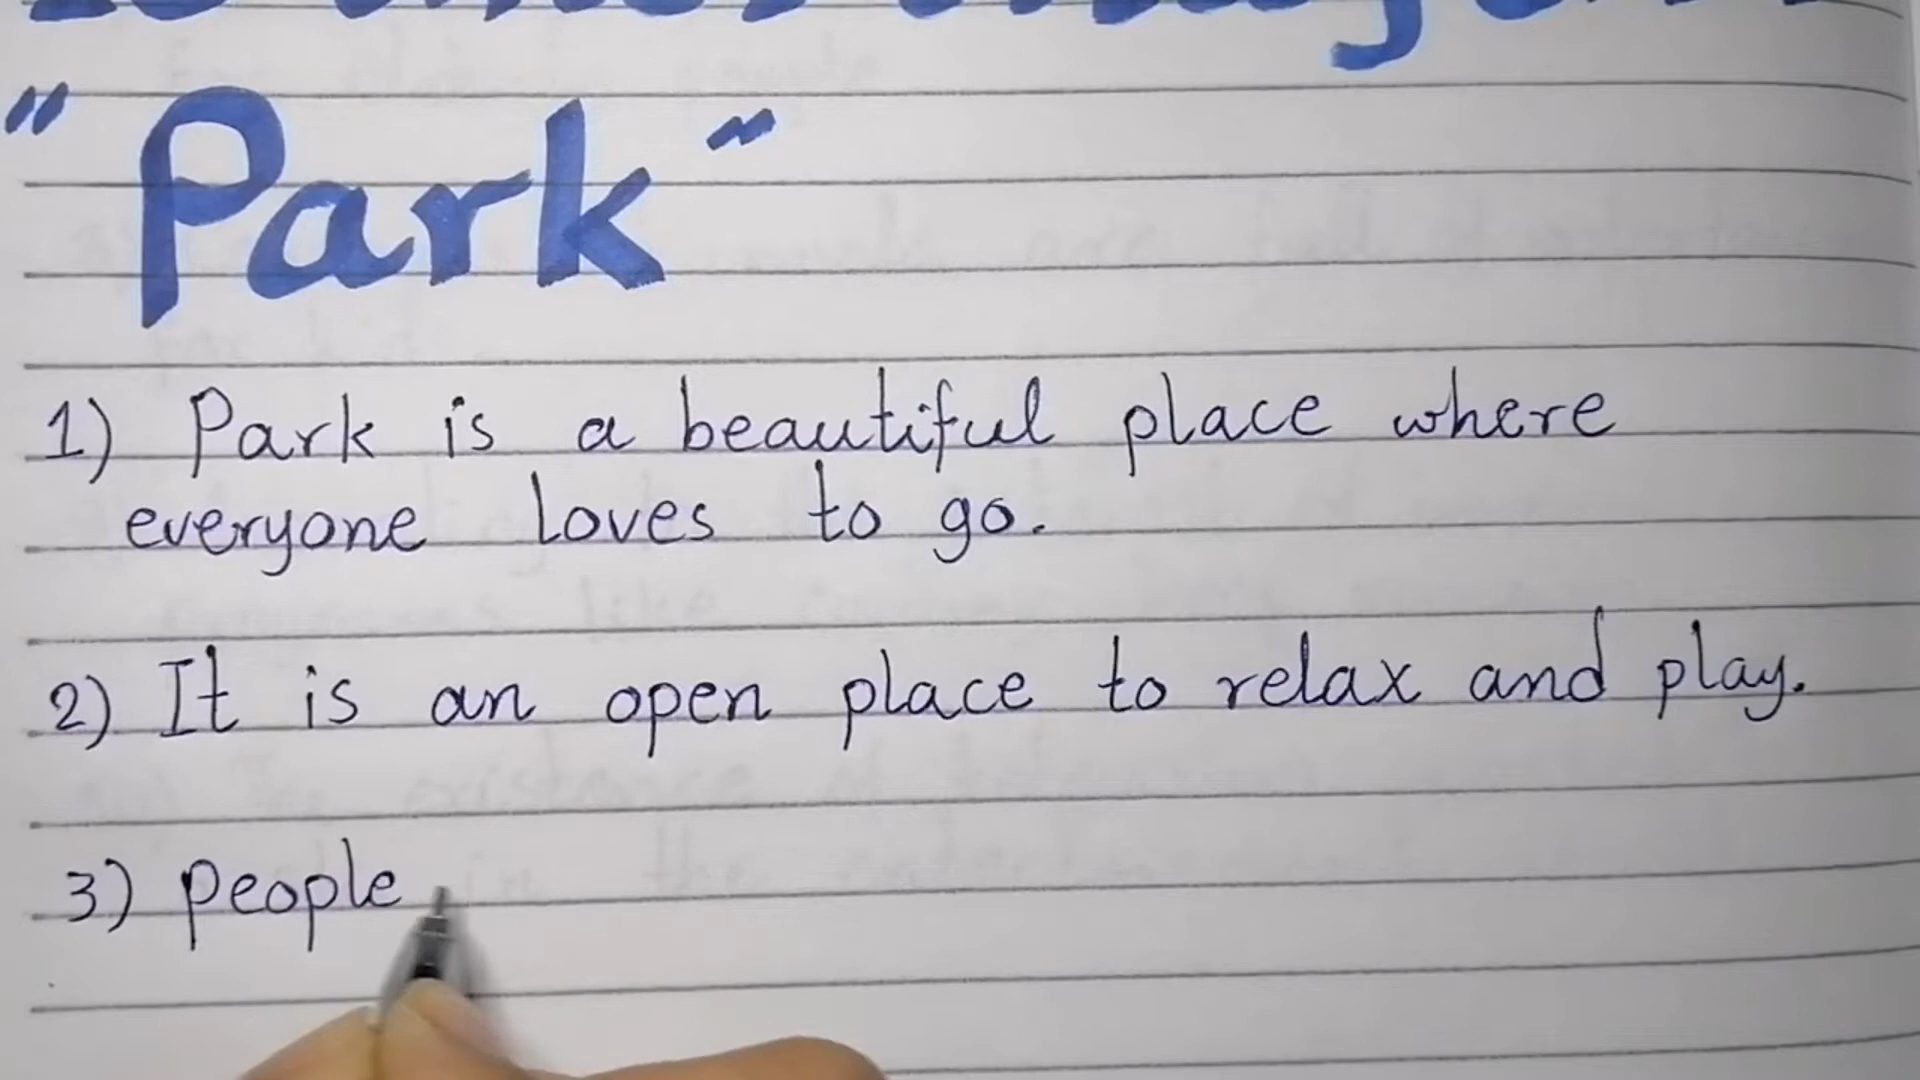 "Park"
1) Park is a beautiful place where
everyone loves to go.
2) It is an open place to relax and play.
3) people